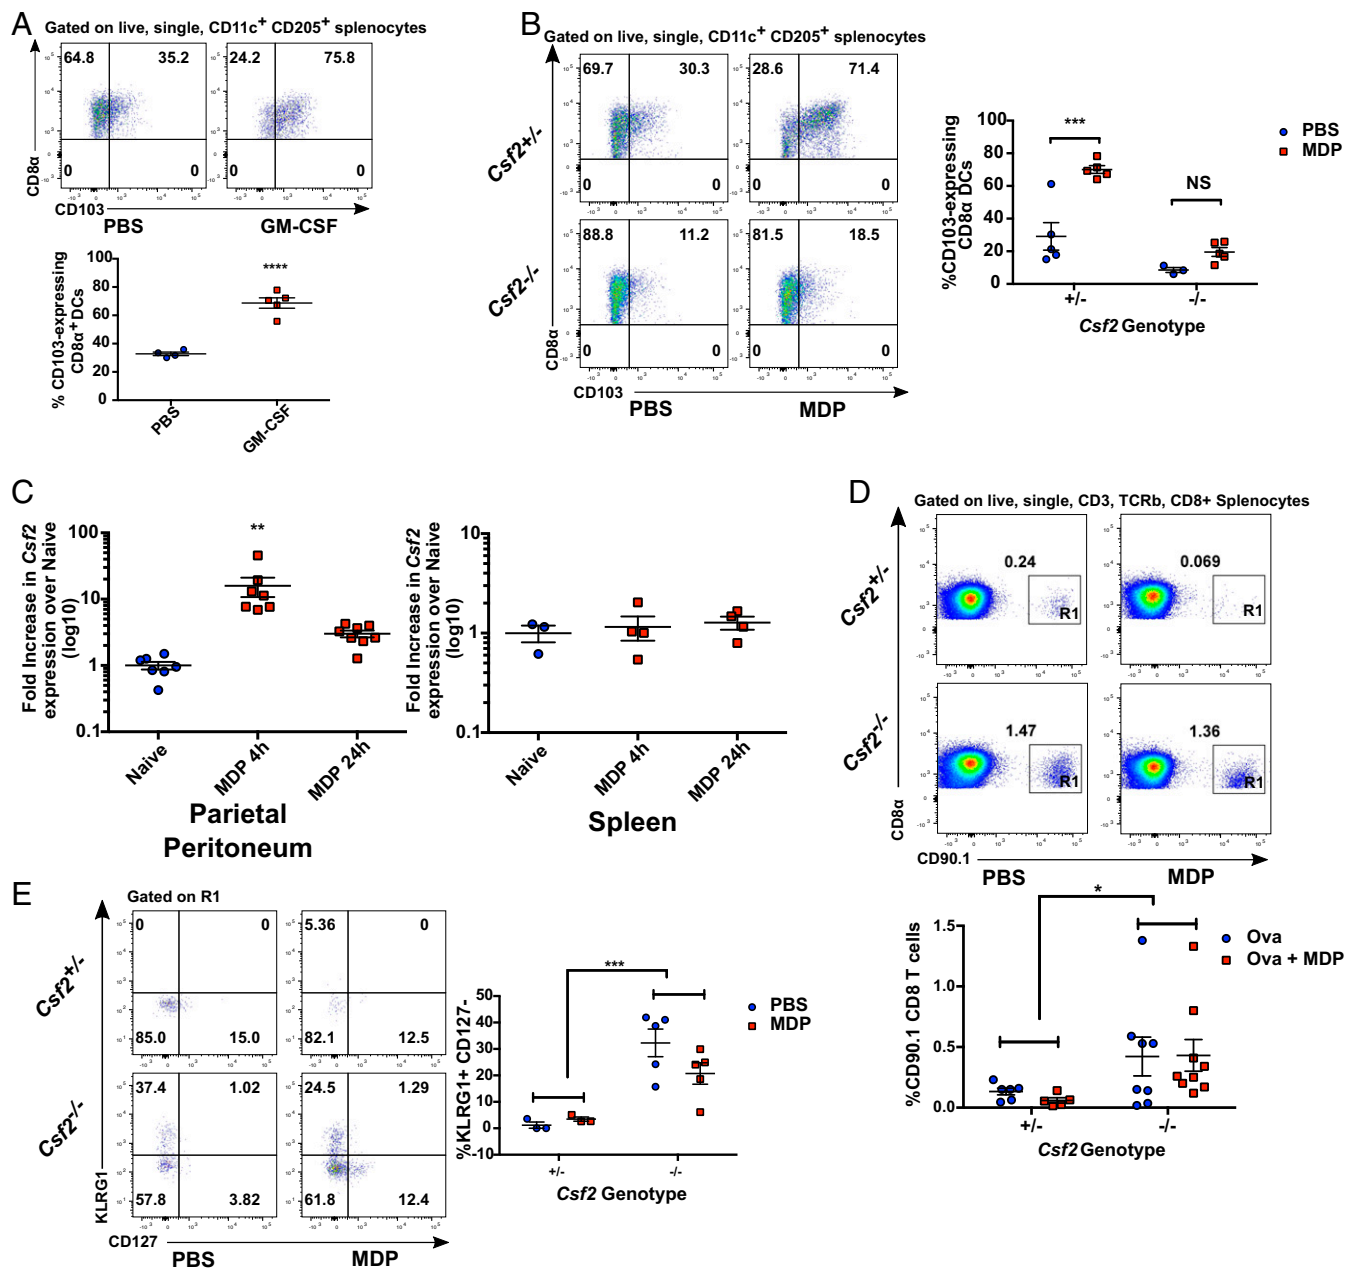 A
Gated on live, single, CD11c+ CD205+ splenocytes
64.8 35.2 24.2 75.8
0 0 0 0
CD8α
CD103
PBS GM-CSF
% CD103-expressing
CD8α+ DCs
100
80
60
40
20
0
****
PBS
GM-CSF
B
Gated on live, single, CD11c+ CD205+ splenocytes
Csf2+/-
69.7 30.3 28.6 71.4
0 0 0 0
Csf2-/-
88.8 11.2 81.5 18.5
0 0 0 0
CD8α
CD103
PBS MDP
%CD103-expressing
CD8α DCs
100
80
60
40
20
0
***
NS
+/- -/-
Csf2 Genotype
PBS
MDP
C
Fold Increase in Csf2
expression over Naive
(log10)
100
10
1
0.1
**
Naive
MDP 4h
MDP 24h
Parietal
Peritoneum
Fold Increase in Csf2
expression over Naive
(log10)
10
1
0.1
Naive
MDP 4h
MDP 24h
Spleen
D
Gated on live, single, CD3, TCRb, CD8+ Splenocytes
Csf2+/-
0.24 0.069
R1 R1
Csf2-/-
1.47 1.36
R1 R1
CD8α
CD90.1
PBS MDP
%CD90.1 CD8 T cells
1.5
1.0
0.5
0.0
*
+/- -/-
Csf2 Genotype
Ova
Ova + MDP
E
Gated on R1
Csf2+/-
0 0 5.36 0
85.0 15.0 82.1 12.5
Csf2-/-
37.4 1.02 24.5 1.29
57.8 3.82 61.8 12.4
KLRG1
CD127
PBS MDP
%KLRG1+ CD127-
50
40
30
20
10
0
-10
***
+/- -/-
Csf2 Genotype
PBS
MDP